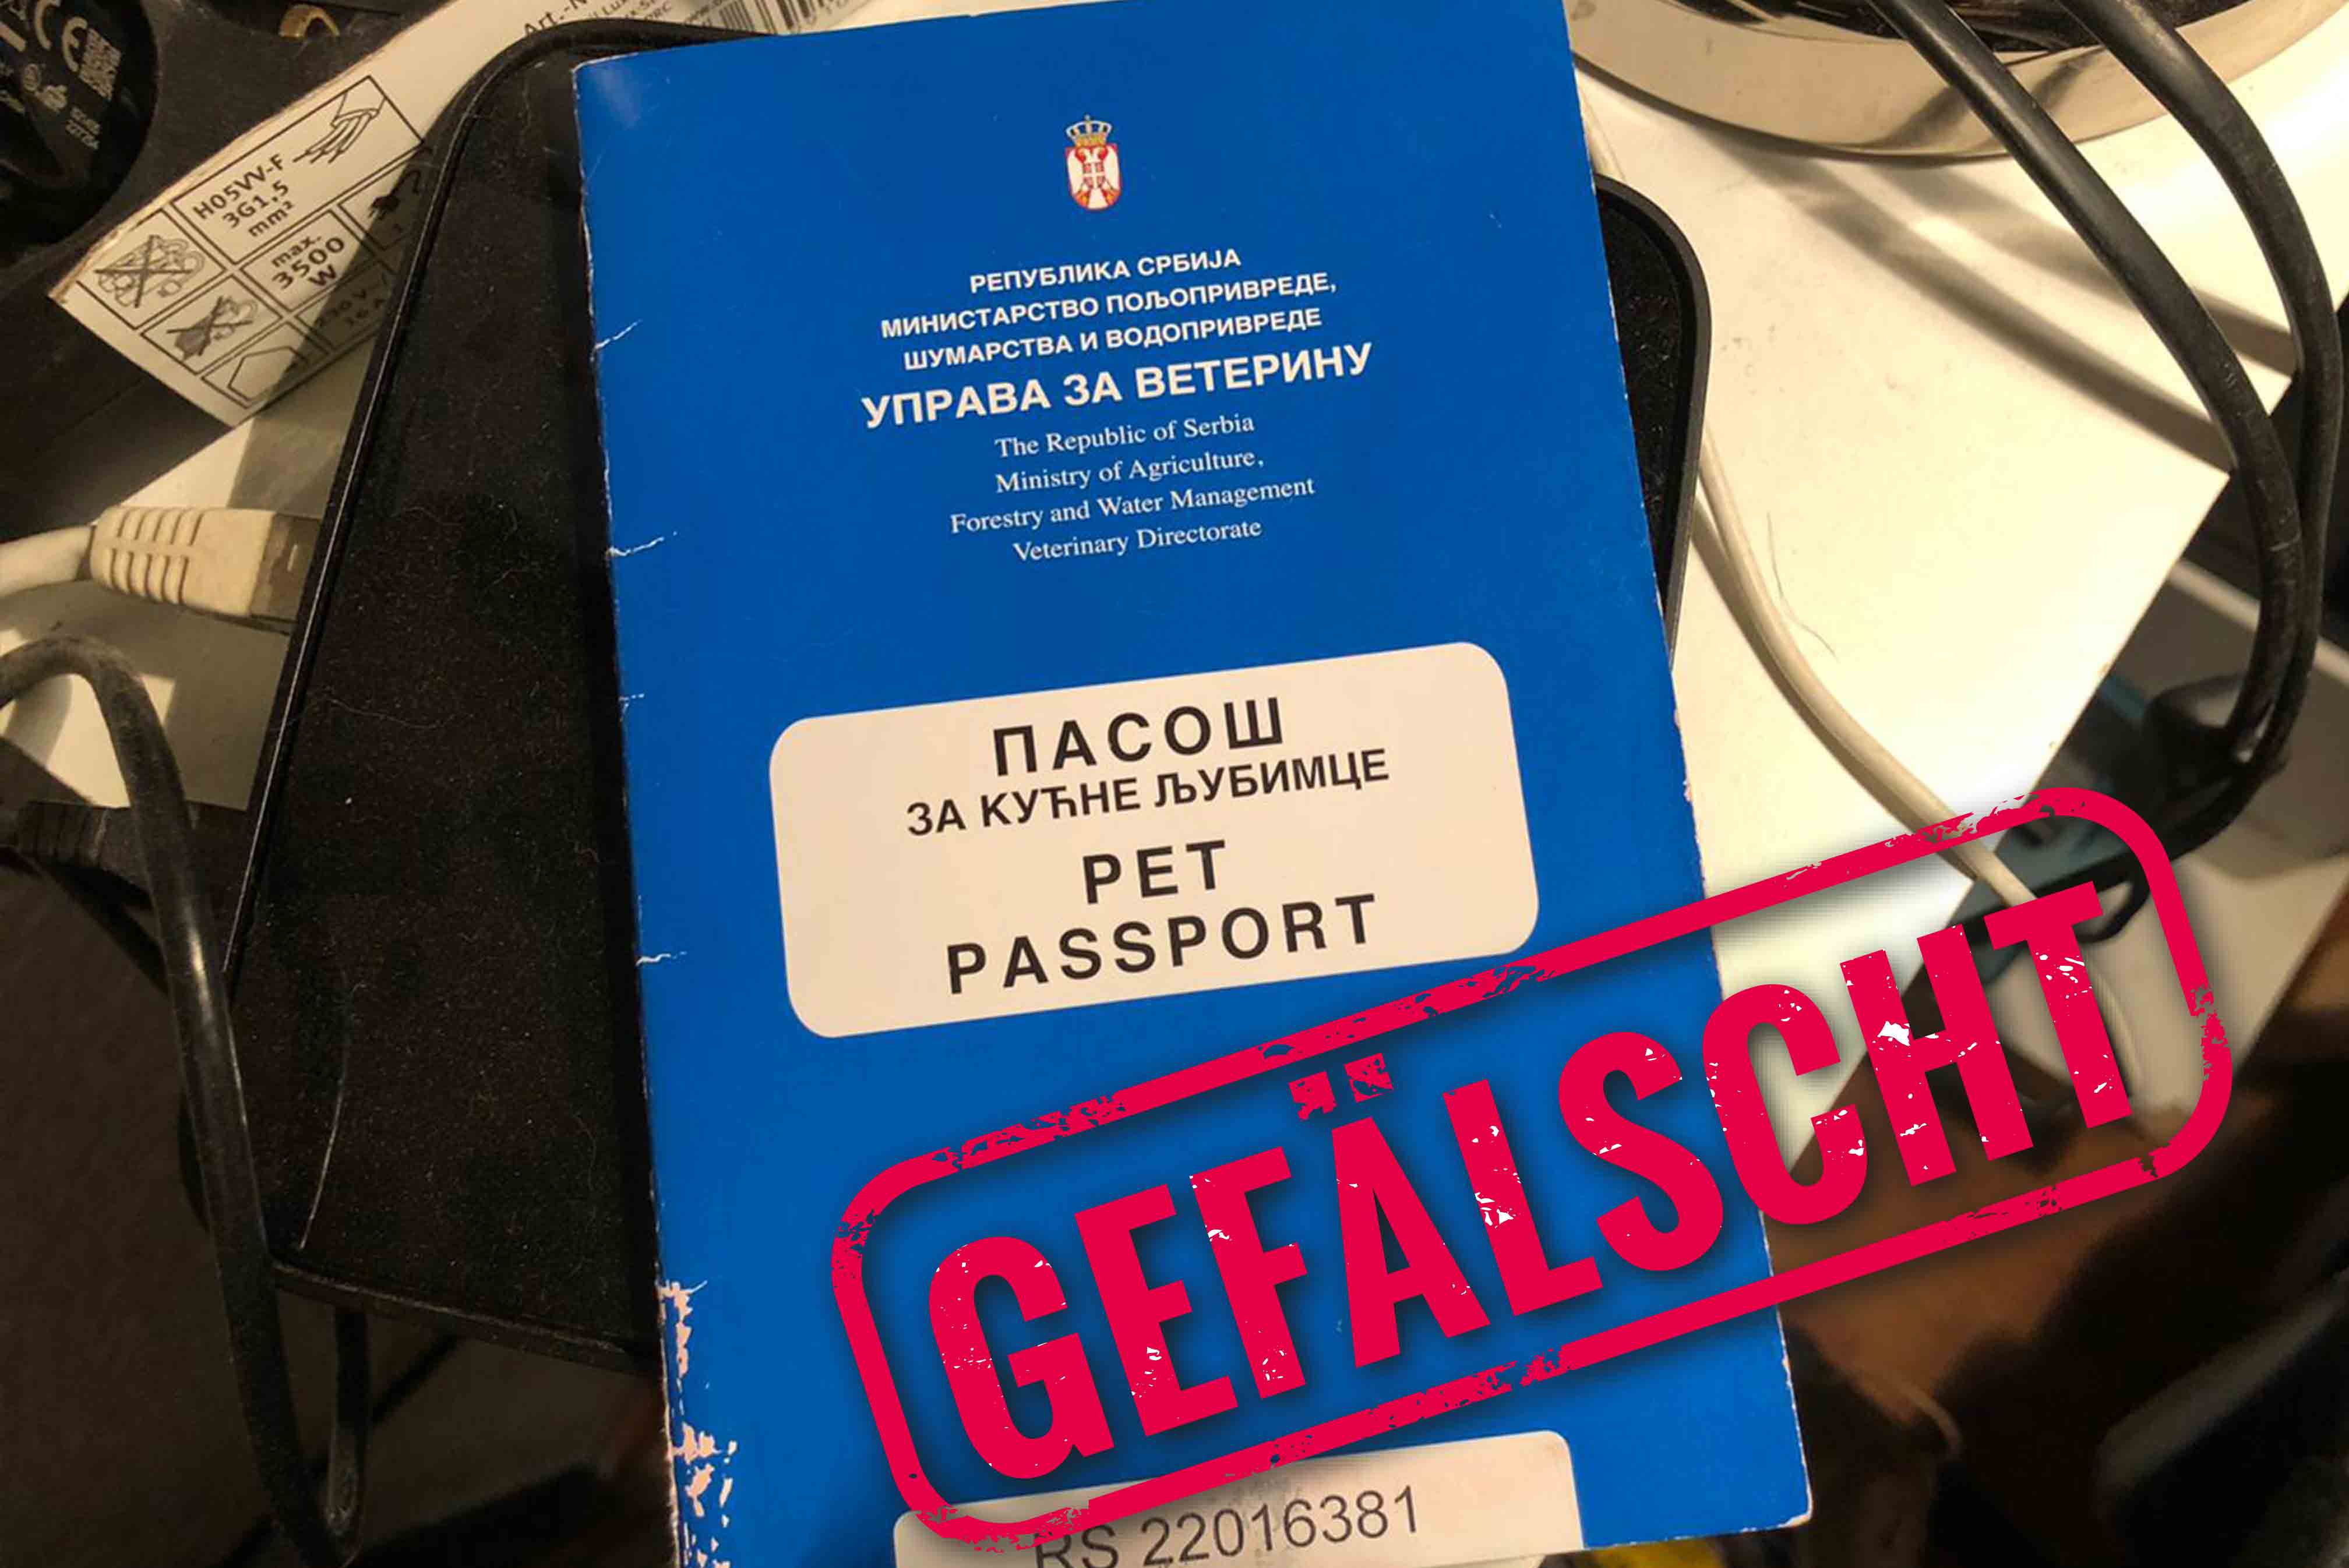 Art.-N
H05VV-F
3G1,5
mm²
max.
3500
W
РЕПУБЛИКА СРБИЈА
МИНИСТАРСТВО ПОЉОПРИВРЕДЕ,
ШУМАРСТВА И ВОДОПРИВРЕДЕ
УПРАВА ЗА ВЕТЕРИНУ
The Republic of Serbia
Ministry of Agriculture,
Forestry and Water Management
Veterinary Directorate
ПАСОШ
ЗА КУЋНЕ ЉУБИМЦЕ
PET
PASSPORT
GEFÄLSCHT
RS 22016381